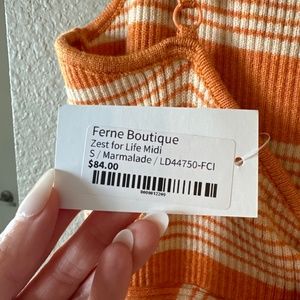 Ferne Boutique
Zest for Life Midi
S / Marmalade / LD44750-FCI
$84.00